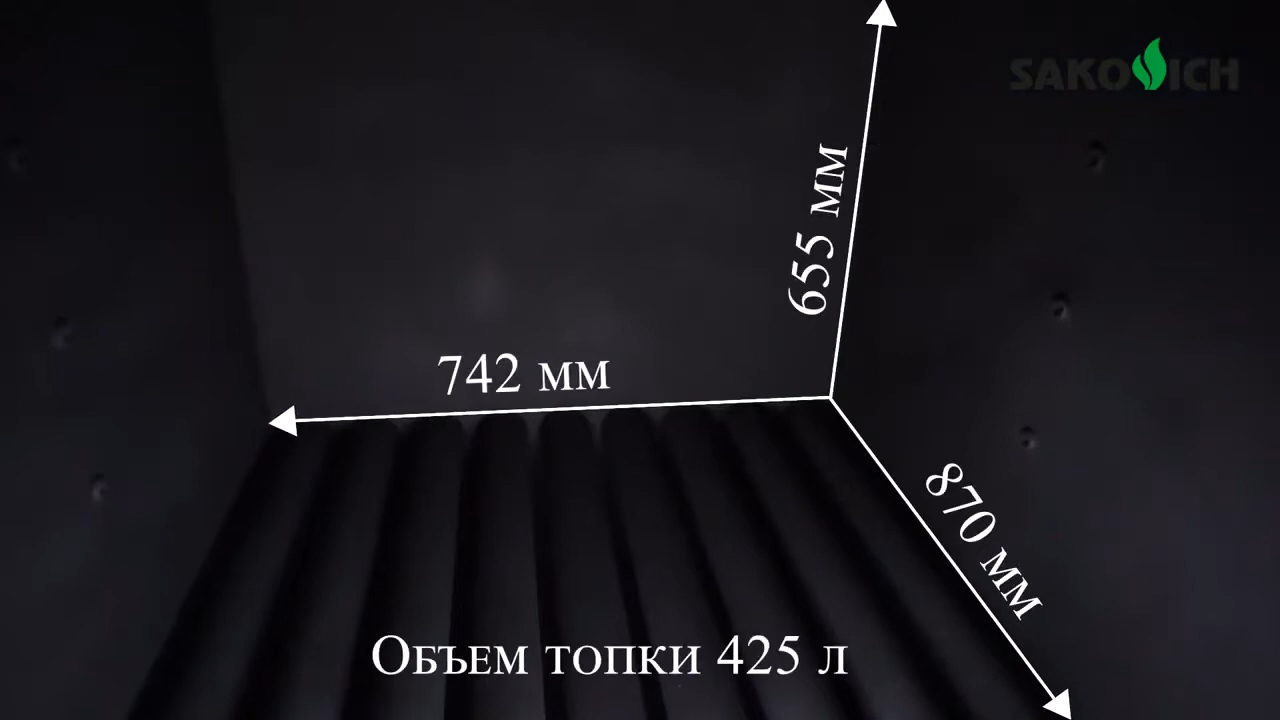 SAKOVICH
655 мм
742 мм
870 мм
Объем топки 425 л